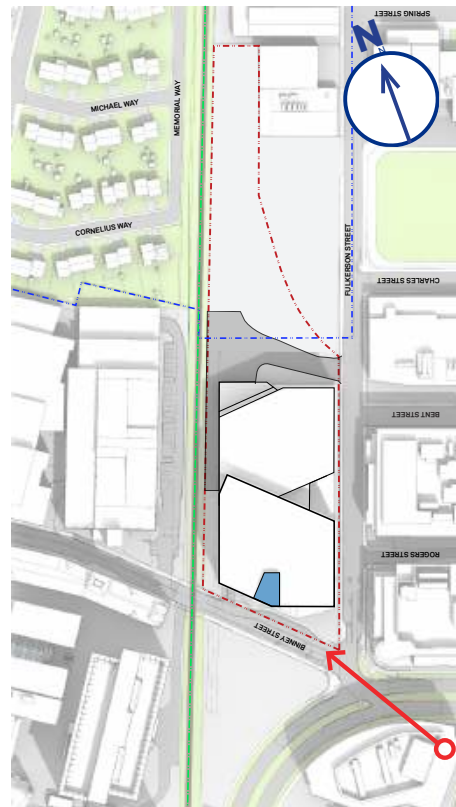 SPRING STREET
N
MICHAEL WAY
MEMORIAL WAY
CORNELIUS WAY
FULKERSON STREET
CHARLES STREET
BENT STREET
ROGERS STREET
BINNEY STREET